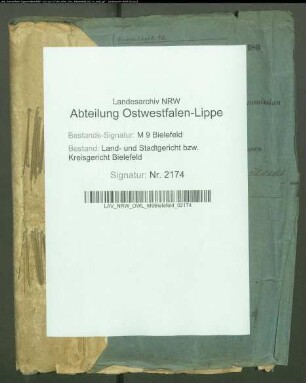 Landesarchiv NRW
Abteilung Ostwestfalen-Lippe
Bestands-Signatur: M 9 Bielefeld
Bestand: Land- und Stadtgericht bzw.
Kreisgericht Bielefeld
Signatur: Nr. 2174
LAV_NRW_OWL_M9Bielefeld_02174